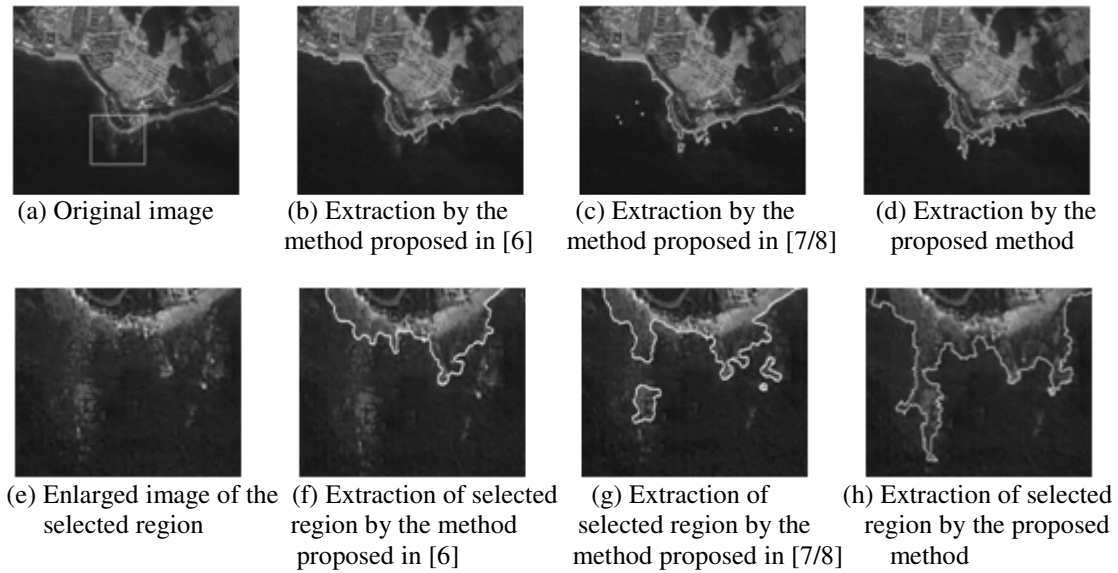 (a) Original image
(b) Extraction by the
method proposed in [6]
(c) Extraction by the
method proposed in [7/8]
(d) Extraction by the
proposed method
(e) Enlarged image of the
selected region
(f) Extraction of selected
region by the method
proposed in [6]
(g) Extraction of
selected region by the
method proposed in [7/8]
(h) Extraction of selected
region by the proposed
method